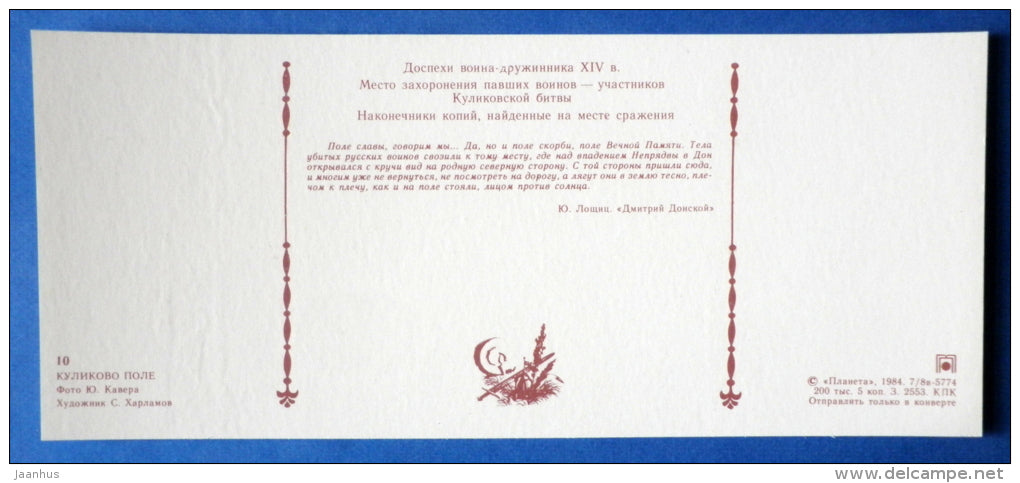 Доспехи воина-дружинника XIV в.
Место захоронения павших воинов — участников
Куликовской битвы
Наконечники копий, найденные на месте сражения
Поле славы, говорим мы... Да, но и поле скорби, поле Вечной Памяти. Тела
убитых русских воинов свозили к тому месту, где над впадением Непрядвы в Дон
открывался с кручи вид на родную северную сторону. С той стороны пришли сюда,
и многим уже не вернуться, не посмотреть на дорогу, а лягут они в землю тесно, пле-
чом к плечу, как и на поле стояли, лицом против солнца.
Ю. Лощиц. «Дмитрий Донской»
10
КУЛИКОВО ПОЛЕ
Фото Ю. Кавера
Художник С. Харламов
© «Планета», 1984. 7/8в-5774
200 тыс. 5 коп. З. 2553. КПК
Отправлять только в конверте
jaanhus
delcampe.net